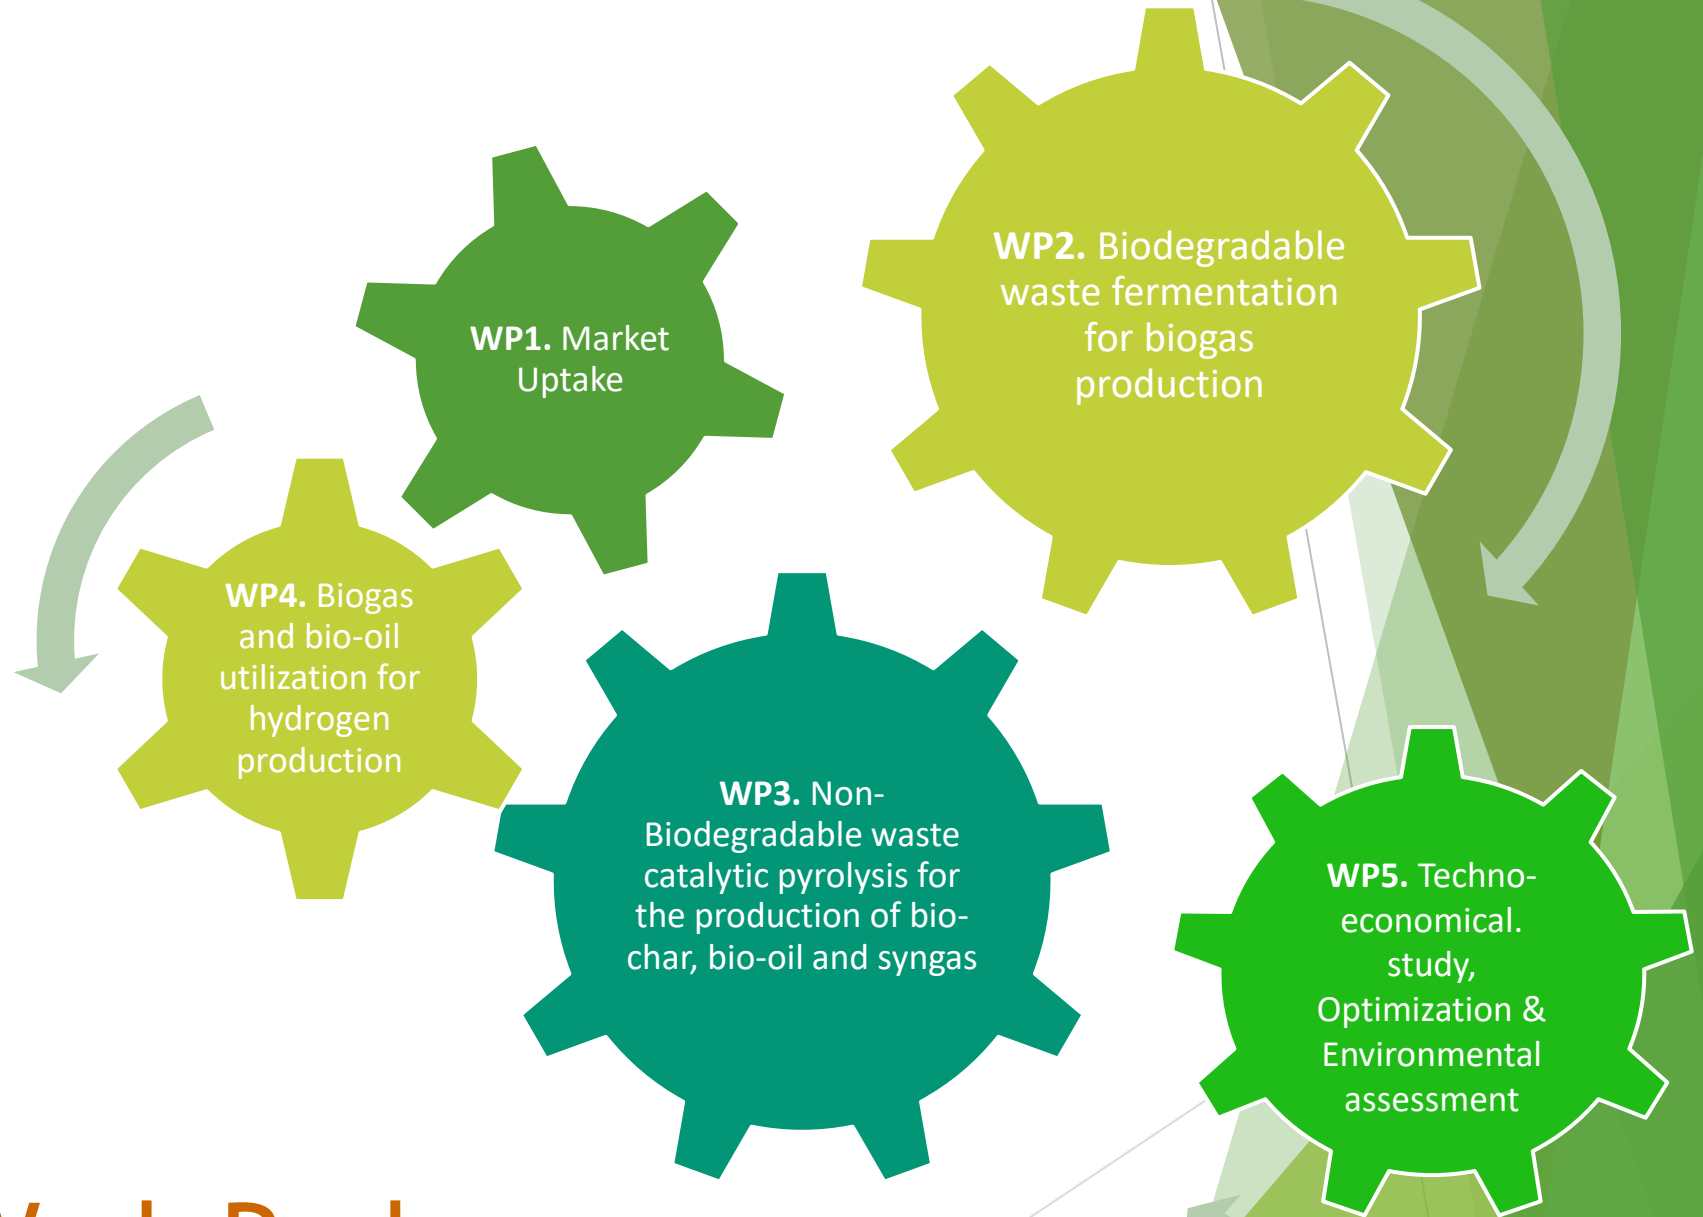 WP1. Market
Uptake
WP2. Biodegradable
waste fermentation
for biogas
production
WP4. Biogas
and bio-oil
utilization for
hydrogen
production
WP3. Non-
Biodegradable waste
catalytic pyrolysis for
the production of bio-
char, bio-oil and syngas
WP5. Techno-
economical.
study,
Optimization &
Environmental
assessment